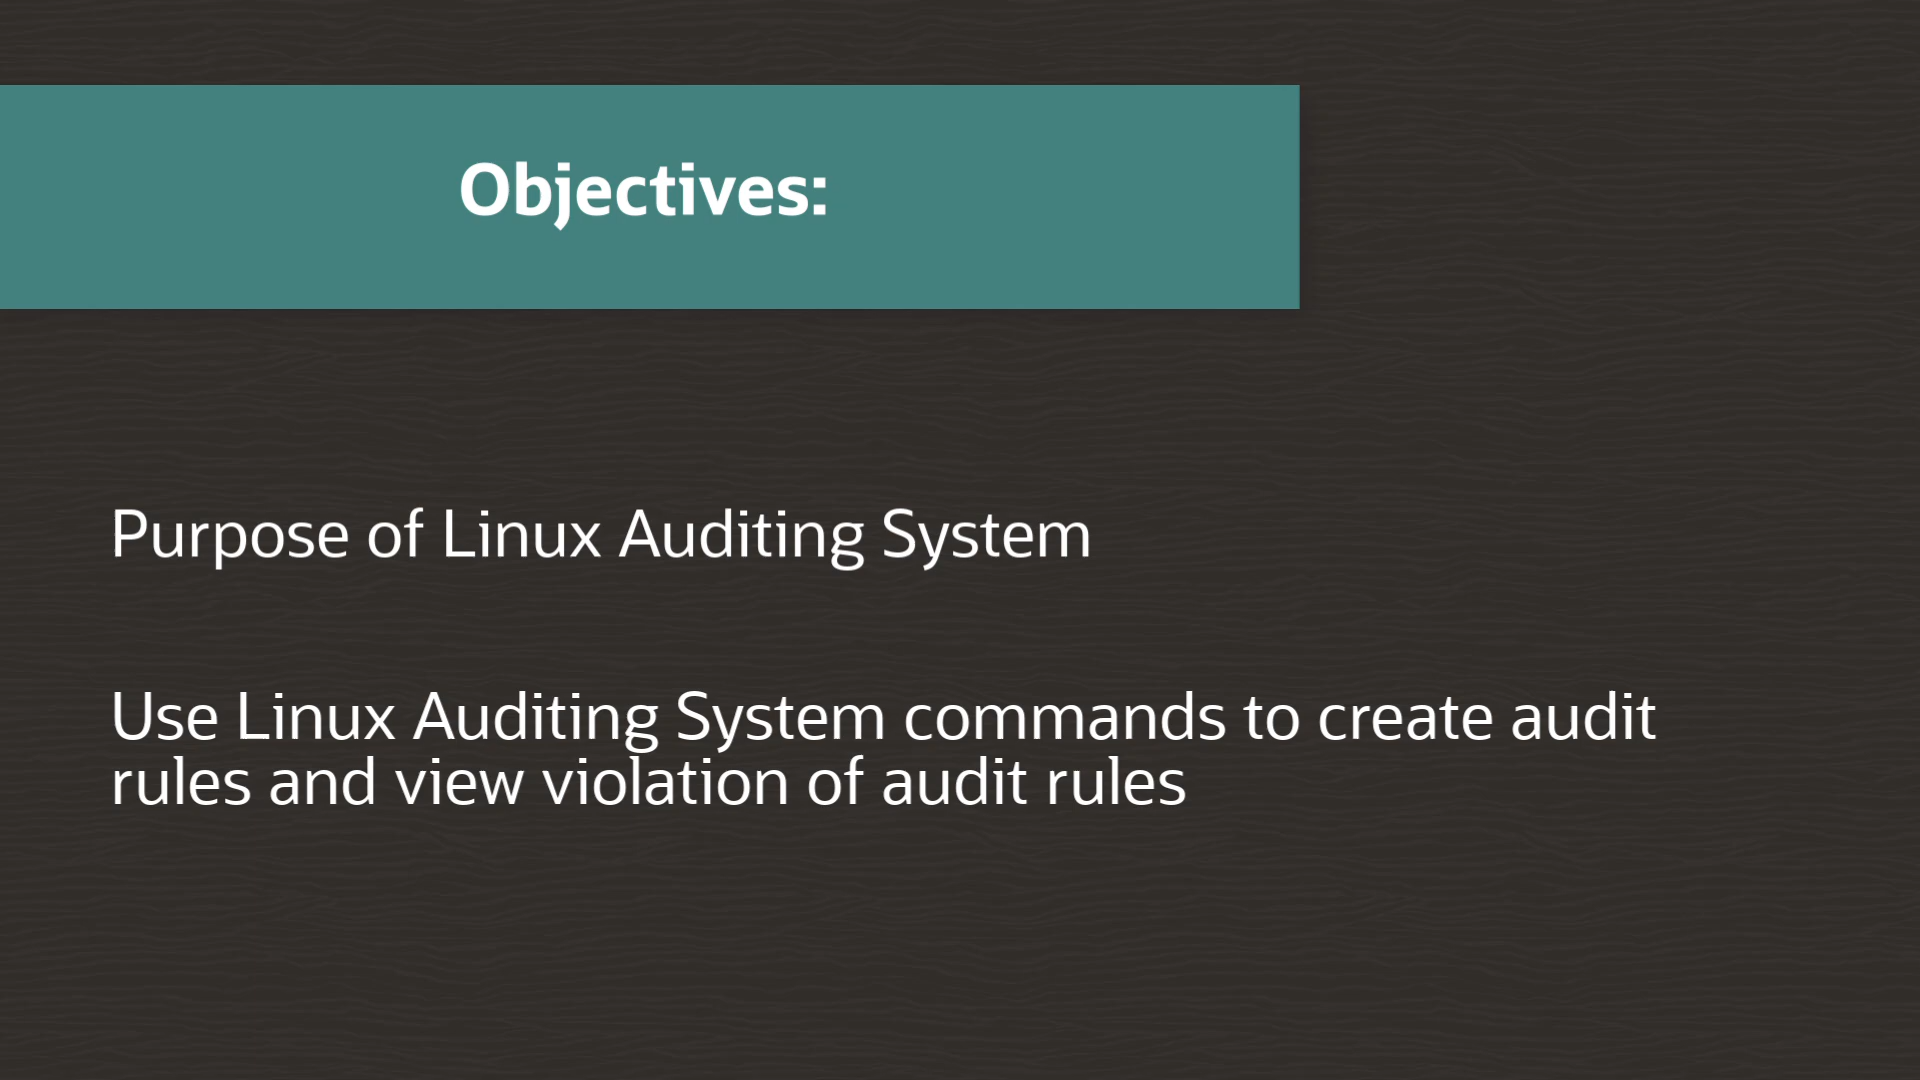 Objectives:
Purpose of Linux Auditing System
Use Linux Auditing System commands to create audit
rules and view violation of audit rules